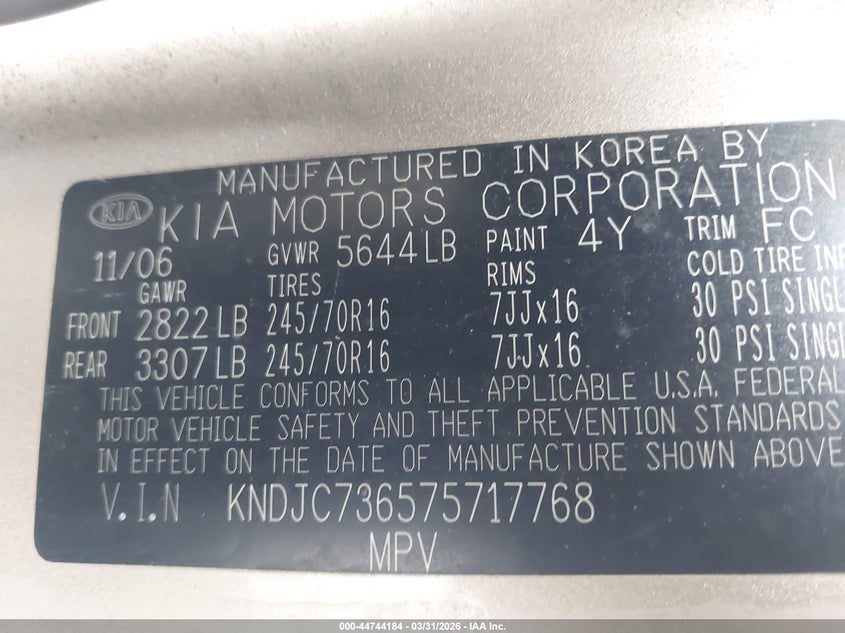 MANUFACTURED IN KOREA BY
KIA KIA MOTORS CORPORATION
11/06 GVWR 5644LB PAINT 4Y TRIM FC
GAWR TIRES RIMS COLD TIRE INF
FRONT 2822LB 245/70R16 7JJx16 30 PSI SINGL
REAR 3307LB 245/70R16 7JJx16 30 PSI SINGL
THIS VEHICLE CONFORMS TO ALL APPLICABLE U.S.A. FEDERAL
MOTOR VEHICLE SAFETY AND THEFT PREVENTION STANDARDS
IN EFFECT ON THE DATE OF MANUFACTURE SHOWN ABOVE
V.I.N KNDJC736575717768
MPV
000-44744184 | 03/31/2026 - IAA Inc.